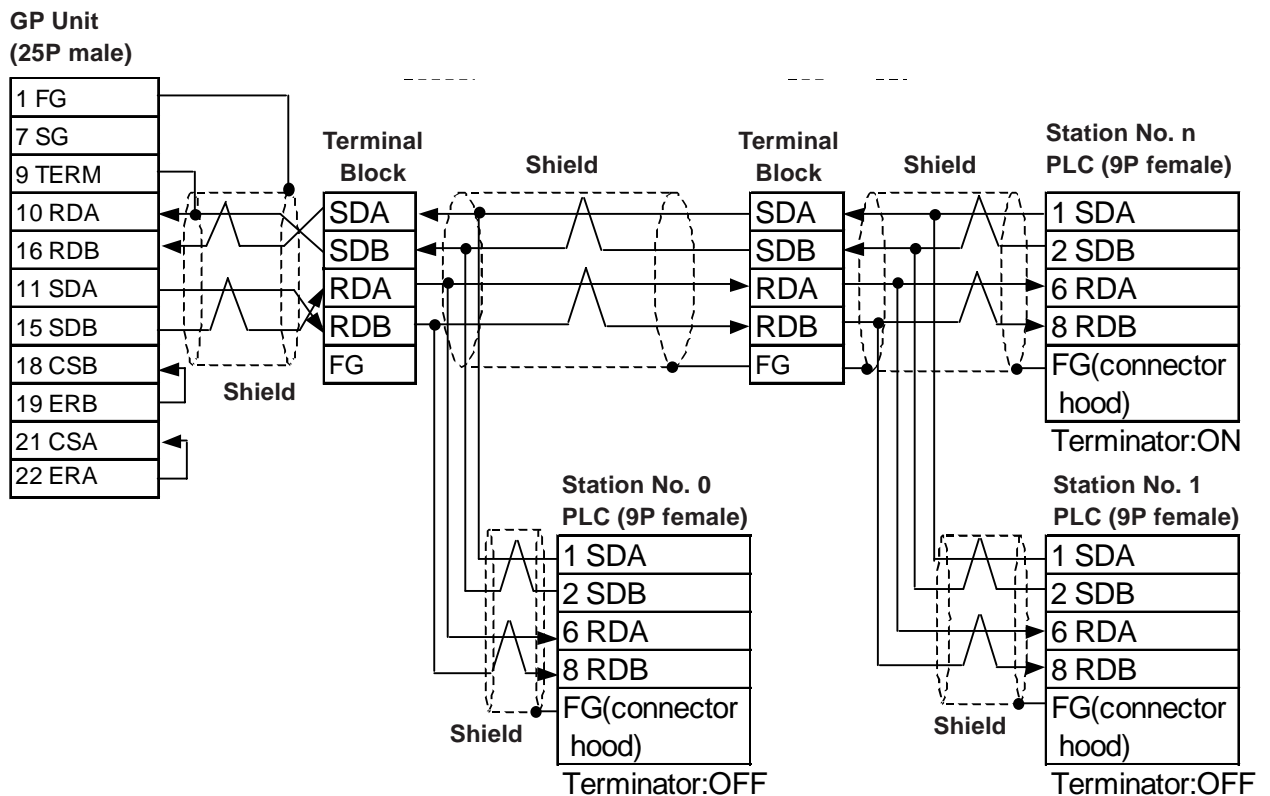 GP Unit
(25P male)
1 FG
7 SG
9 TERM
10 RDA
16 RDB
11 SDA
15 SDB
18 CSB
19 ERB
21 CSA
22 ERA
Shield
Terminal
Block
SDA
SDB
RDA
RDB
FG
Shield
Terminal
Block
SDA
SDB
RDA
RDB
FG
Shield
Station No. n
PLC (9P female)
1 SDA
2 SDB
6 RDA
8 RDB
FG(connector
hood)
Terminator:ON
Station No. 0
PLC (9P female)
1 SDA
2 SDB
6 RDA
8 RDB
FG(connector
hood)
Shield
Terminator:OFF
Station No. 1
PLC (9P female)
1 SDA
2 SDB
6 RDA
8 RDB
FG(connector
hood)
Shield
Terminator:OFF